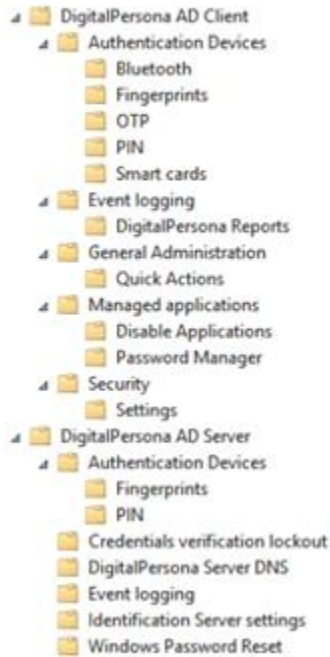 DigitalPersona AD Client
Authentication Devices
Bluetooth
Fingerprints
OTP
PIN
Smart cards
Event logging
DigitalPersona Reports
General Administration
Quick Actions
Managed applications
Disable Applications
Password Manager
Security
Settings
DigitalPersona AD Server
Authentication Devices
Fingerprints
PIN
Credentials verification lockout
DigitalPersona Server DNS
Event logging
Identification Server settings
Windows Password Reset